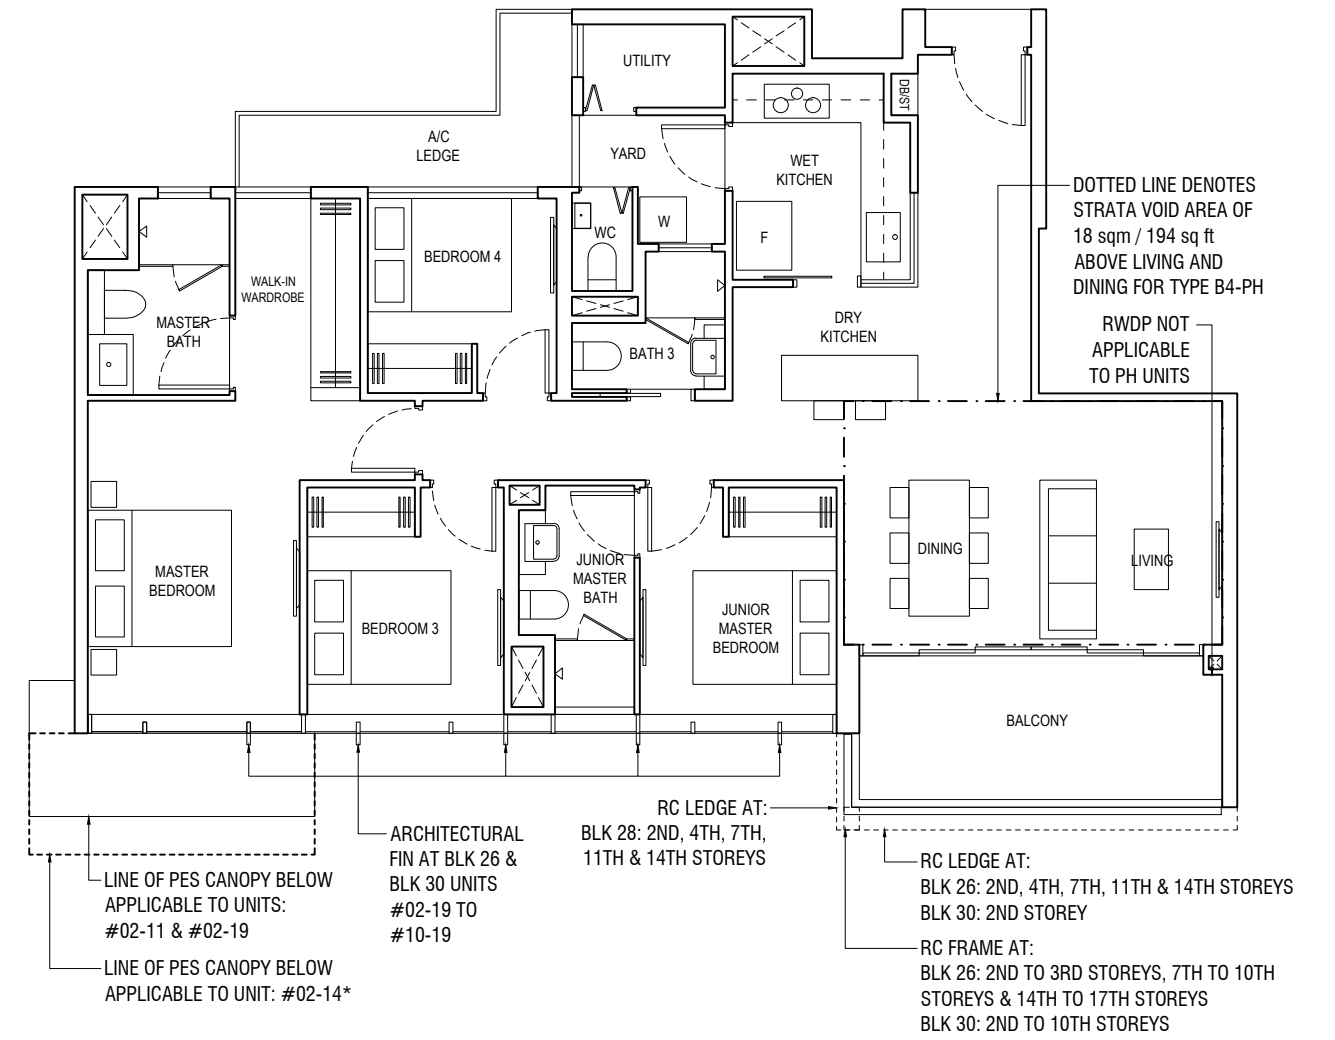 UTILITY
DB/ST
A/C
LEDGE
YARD
WET
KITCHEN
DOTTED LINE DENOTES
STRATA VOID AREA OF
18 sqm / 194 sq ft
ABOVE LIVING AND
DINING FOR TYPE B4-PH
W
WC
F
BEDROOM 4
WALK-IN
WARDROBE
MASTER
BATH
BATH 3
DRY
KITCHEN
RWDP NOT
APPLICABLE
TO PH UNITS
DINING
LIVING
MASTER
BEDROOM
BEDROOM 3
JUNIOR
MASTER
BATH
JUNIOR
MASTER
BEDROOM
BALCONY
RC LEDGE AT:
BLK 28: 2ND, 4TH, 7TH,
11TH & 14TH STOREYS
ARCHITECTURAL
FIN AT BLK 26 &
BLK 30 UNITS
#02-19 TO
#10-19
LINE OF PES CANOPY BELOW
APPLICABLE TO UNITS:
#02-11 & #02-19
LINE OF PES CANOPY BELOW
APPLICABLE TO UNIT: #02-14*
RC LEDGE AT:
BLK 26: 2ND, 4TH, 7TH, 11TH & 14TH STOREYS
BLK 30: 2ND STOREY
RC FRAME AT:
BLK 26: 2ND TO 3RD STOREYS, 7TH TO 10TH
STOREYS & 14TH TO 17TH STOREYS
BLK 30: 2ND TO 10TH STOREYS